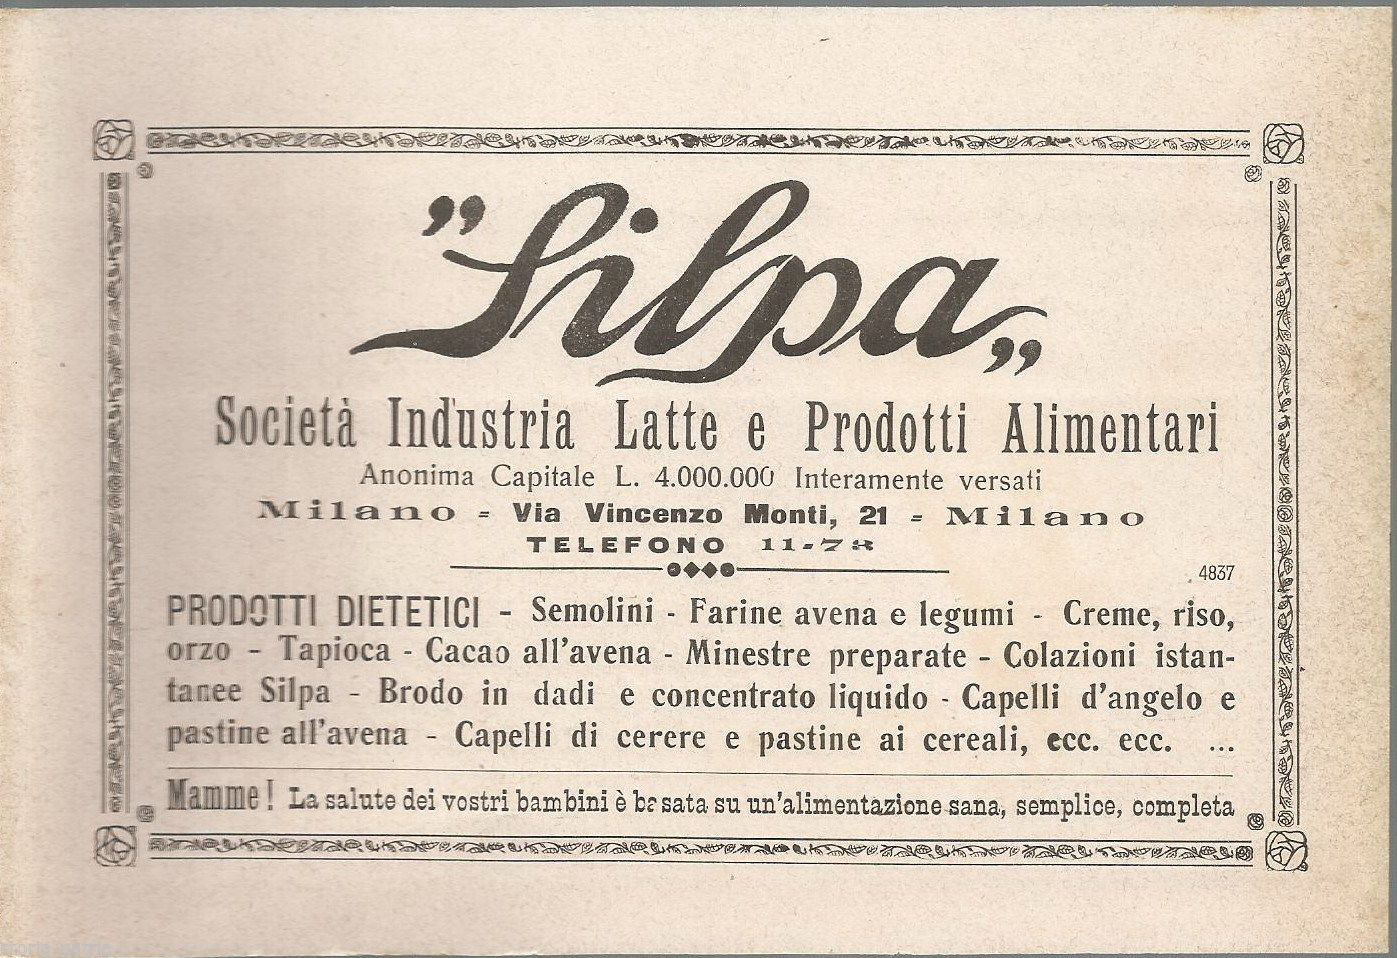 "Silpa„
Società Industria Latte e Prodotti Alimentari
Anonima Capitale L. 4.000.000 Interamente versati
Milano = Via Vincenzo Monti, 21 = Milano
TELEFONO 11-73
4837
PRODOTTI DIETETICI - Semolini - Farine avena e legumi - Creme, riso,
orzo - Tapioca - Cacao all'avena - Minestre preparate - Colazioni istan-
tanee Silpa - Brodo in dadi e concentrato liquido - Capelli d'angelo e
pastine all'avena - Capelli di cerere e pastine ai cereali, ecc. ecc. ...
Mamme! La salute dei vostri bambini è basata su un'alimentazione sana, semplice, completa